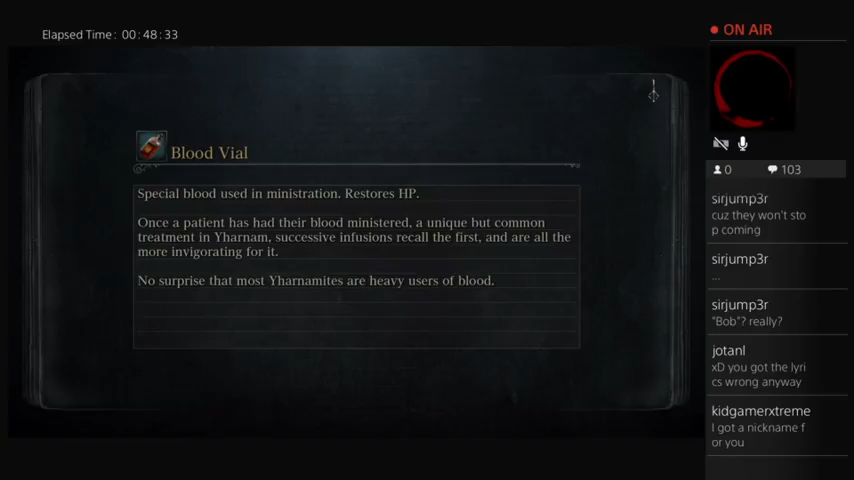 Elapsed Time: 00:48:33
ON AIR
Blood Vial
Special blood used in ministration. Restores HP.
Once a patient has had their blood ministered, a unique but common
treatment in Yharnam, successive infusions recall the first, and are all the
more invigorating for it.
No surprise that most Yharnamites are heavy users of blood.
0
103
sirjump3r
cuz they won't sto
p coming
sirjump3r
...
sirjump3r
"Bob"? really?
jotanl
xD you got the lyri
cs wrong anyway
kidgamerxtreme
I got a nickname f
or you